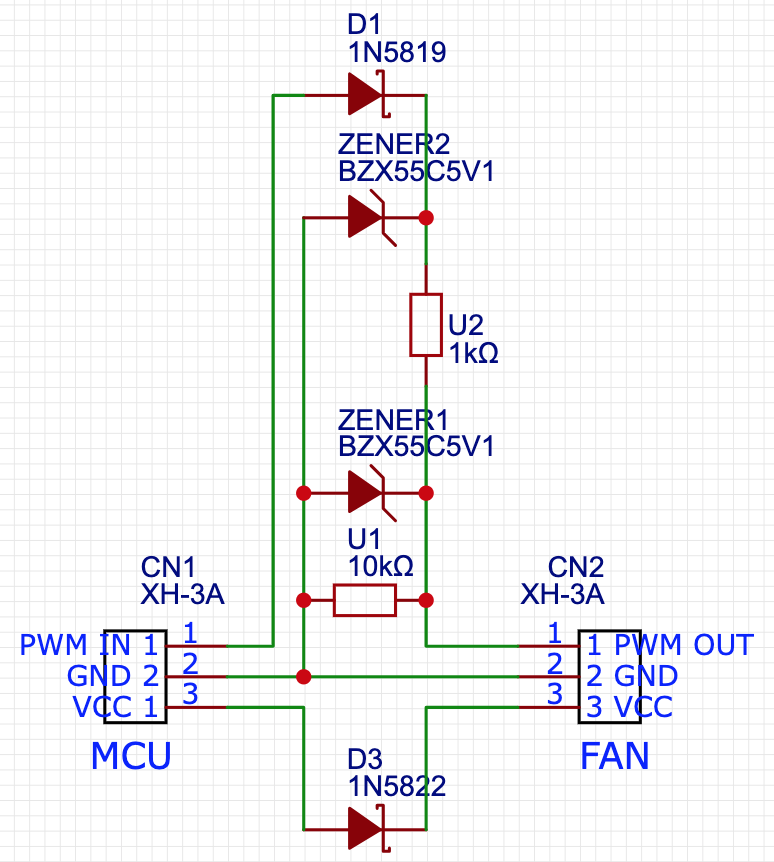 D1
1N5819
ZENER2
BZX55C5V1
U2
1kΩ
ZENER1
BZX55C5V1
U1
10kΩ
CN1
XH-3A
CN2
XH-3A
PWM IN 1 1
GND 2 2
VCC 1 3
1 1 PWM OUT
2 2 GND
3 3 VCC
MCU
FAN
D3
1N5822